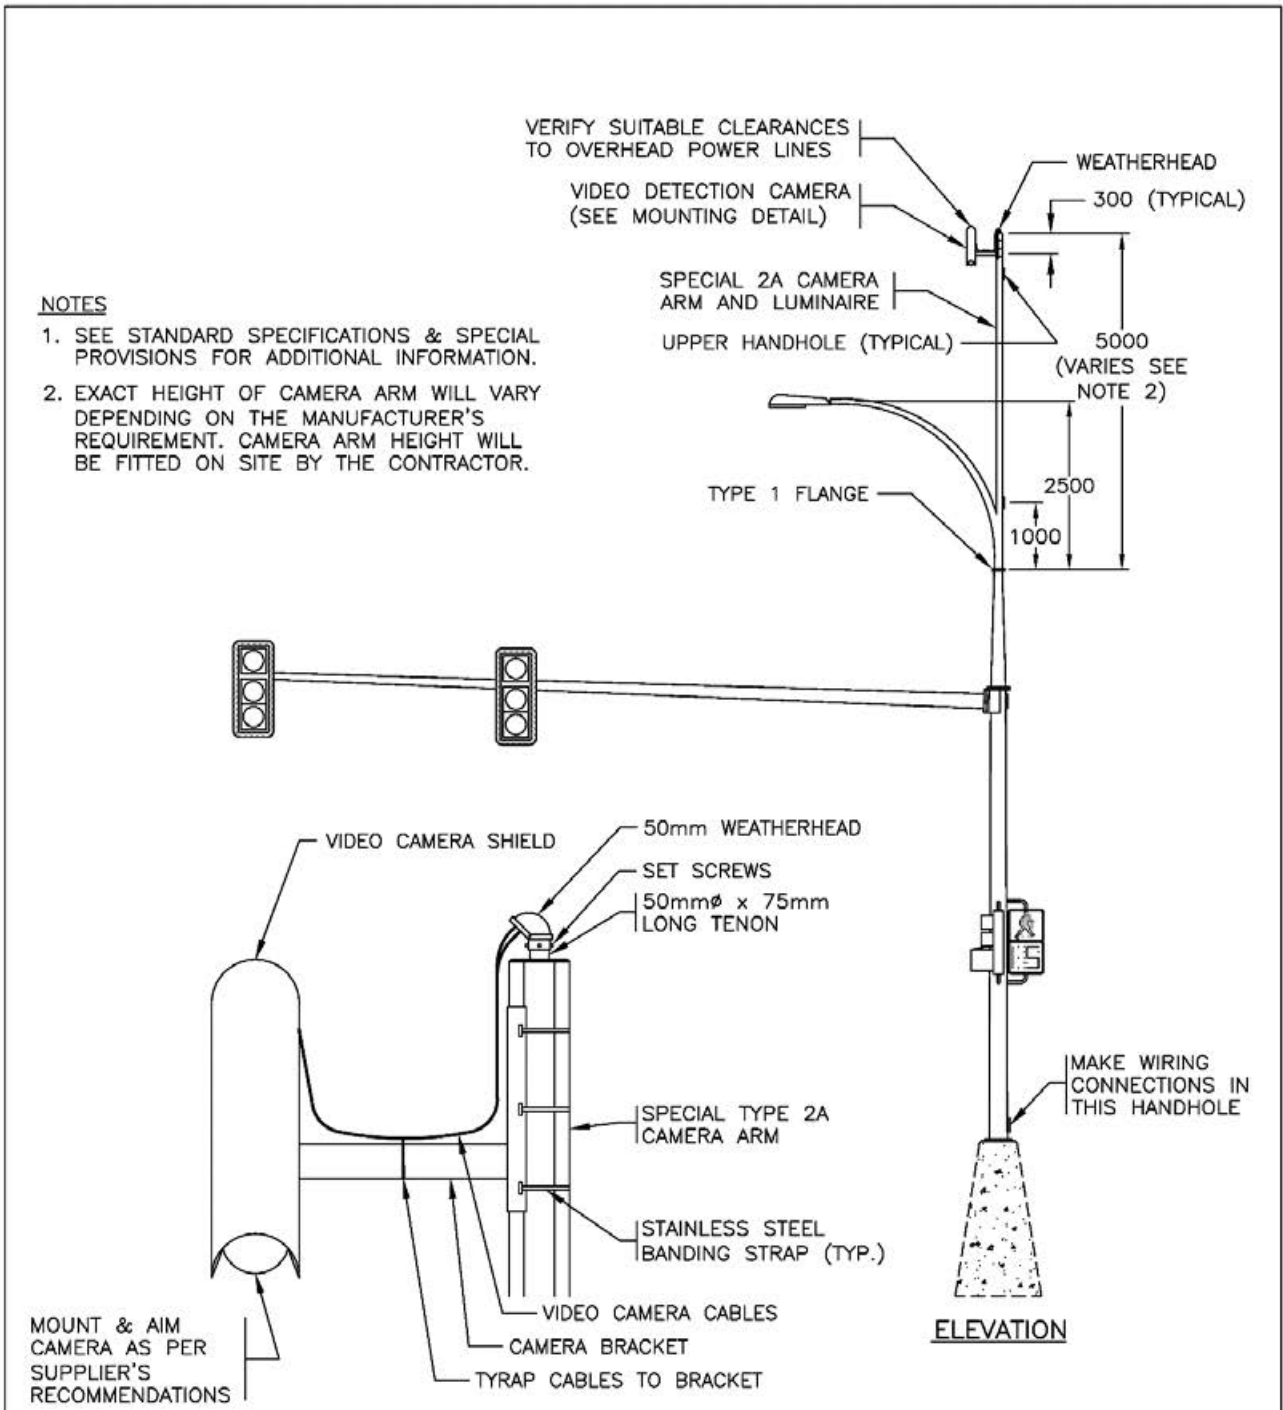 VERIFY SUITABLE CLEARANCES
TO OVERHEAD POWER LINES
WEATHERHEAD
VIDEO DETECTION CAMERA
(SEE MOUNTING DETAIL)
300 (TYPICAL)
SPECIAL 2A CAMERA
ARM AND LUMINAIRE
UPPER HANDHOLE (TYPICAL)
5000
(VARIES SEE
NOTE 2)
NOTES
1. SEE STANDARD SPECIFICATIONS & SPECIAL
PROVISIONS FOR ADDITIONAL INFORMATION.
2. EXACT HEIGHT OF CAMERA ARM WILL VARY
DEPENDING ON THE MANUFACTURER'S
REQUIREMENT. CAMERA ARM HEIGHT WILL
BE FITTED ON SITE BY THE CONTRACTOR.
TYPE 1 FLANGE
2500
1000
VIDEO CAMERA SHIELD
50mm WEATHERHEAD
SET SCREWS
50mmø x 75mm
LONG TENON
15
MAKE WIRING
CONNECTIONS IN
THIS HANDHOLE
SPECIAL TYPE 2A
CAMERA ARM
STAINLESS STEEL
BANDING STRAP (TYP.)
VIDEO CAMERA CABLES
CAMERA BRACKET
TYRAP CABLES TO BRACKET
MOUNT & AIM
CAMERA AS PER
SUPPLIER'S
RECOMMENDATIONS
ELEVATION